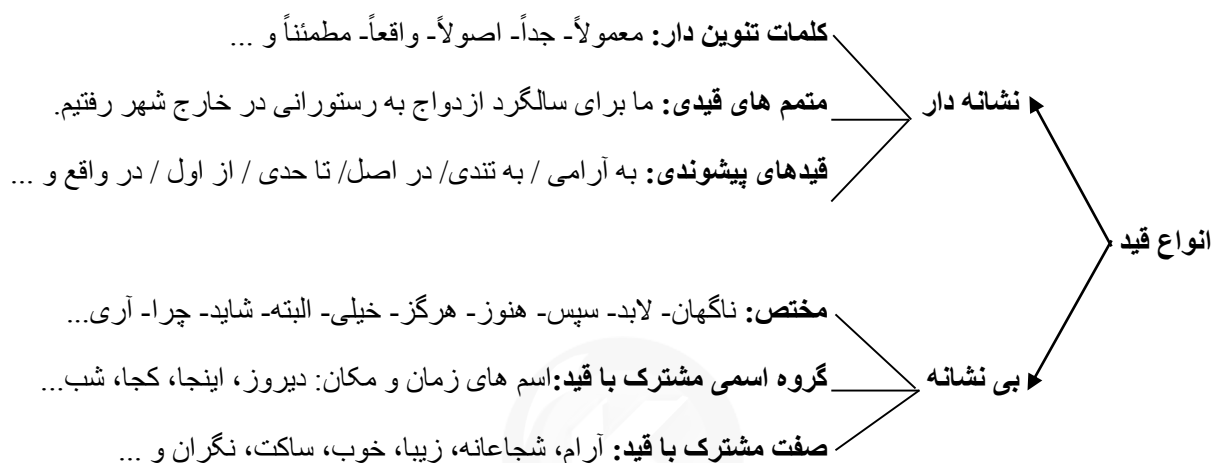 کلمات تنوین دار: معمولاً- جداً- اصولاً- واقعاً- مطمئناً و ...
نشانه دار
متمم های قیدی: ما برای سالگرد ازدواج به رستورانی در خارج شهر رفتیم.
قیدهای پیشوندی: به آرامی / به تندی/ در اصل/ تا حدی / از اول / در واقع و ...
انواع قید
مختص: ناگهان- لابد- سپس- هنوز- هرگز- خیلی- البته- شاید- چرا- آری...
بی نشانه
گروه اسمی مشترک با قید:اسم های زمان و مکان: دیروز، اینجا، کجا، شب...
صفت مشترک با قید: آرام، شجاعانه، زیبا، خوب، ساکت، نگران و ...